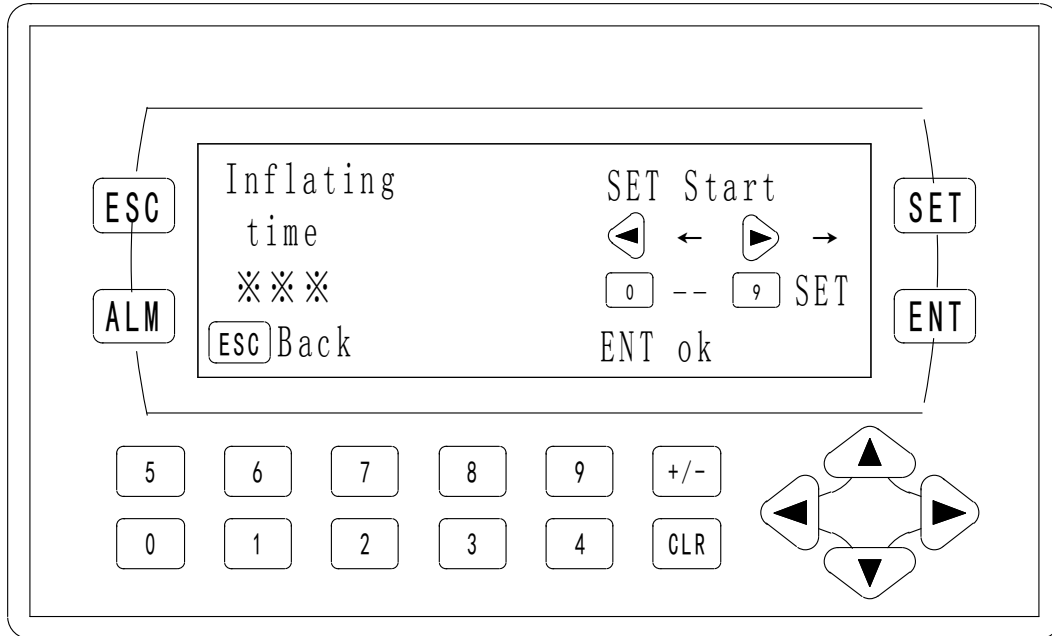 Inflating
time
※※※
ESC Back
SET Start
◀ ← ▶ →
0 -- 9 SET
ENT ok
ESC
ALM
SET
ENT
5 6 7 8 9 +/-
0 1 2 3 4 CLR